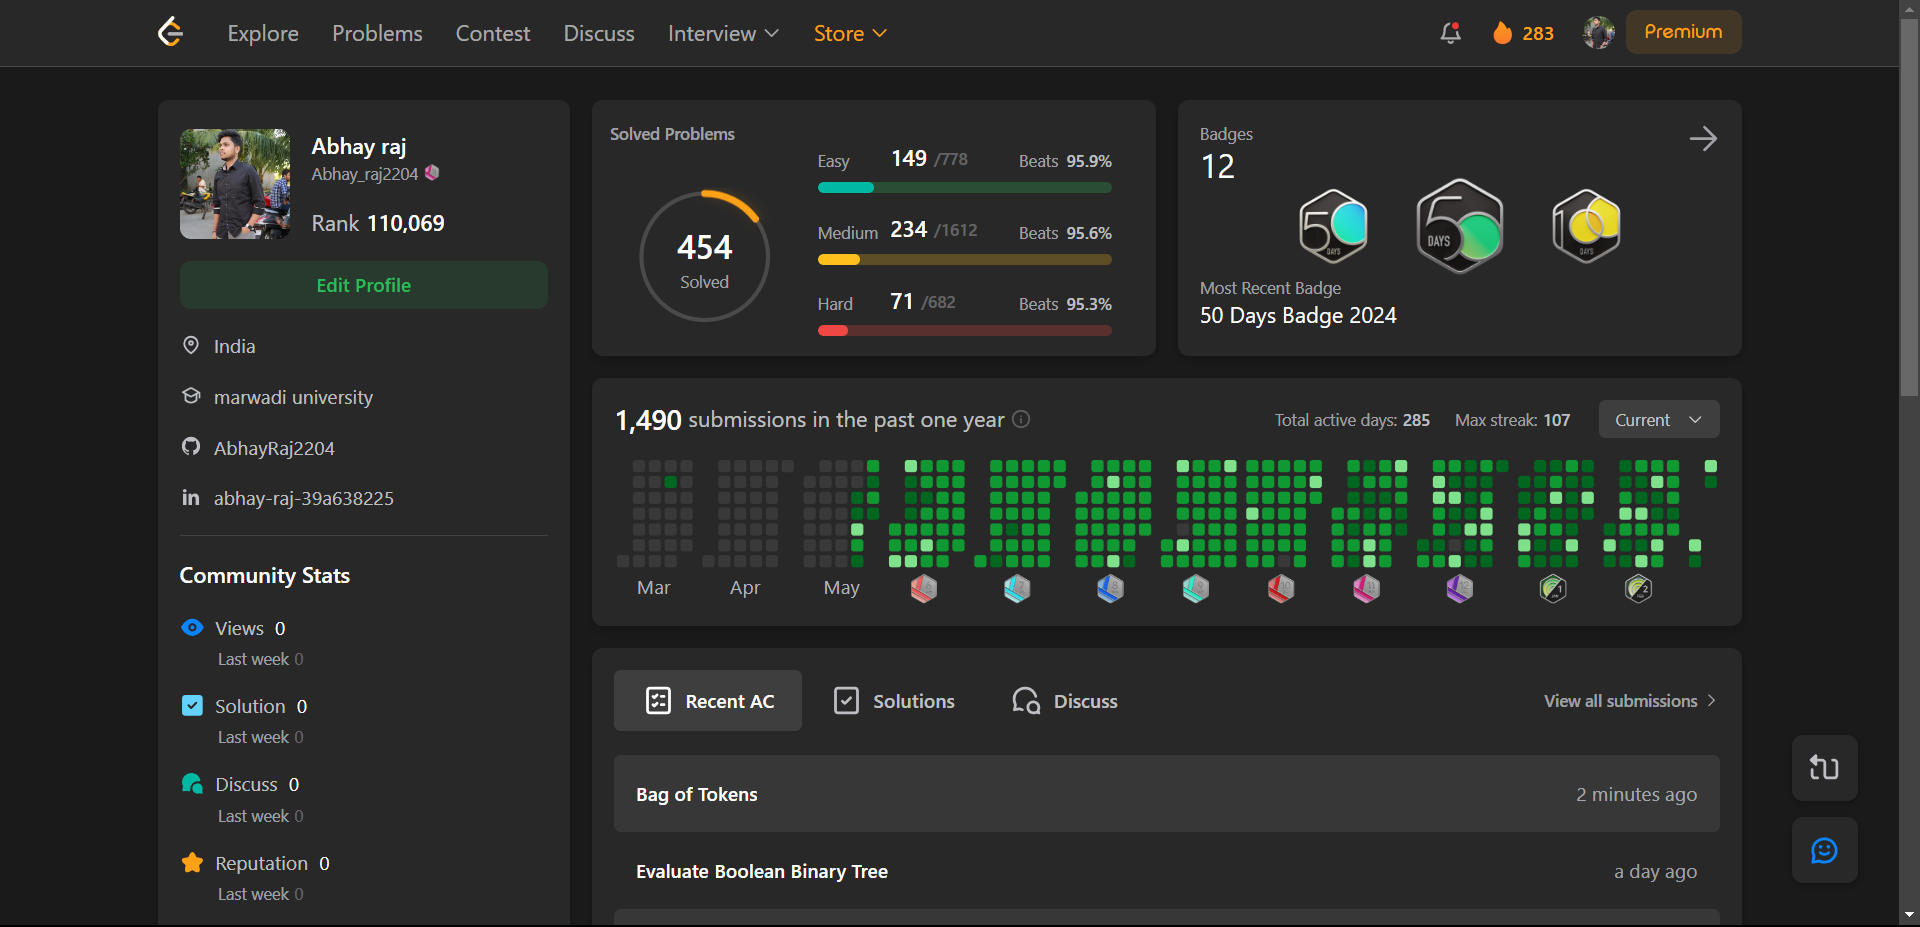 Explore Problems Contest Discuss Interview Store 283 Premium
Abhay raj
Abhay_raj2204
Rank 110,069
Edit Profile
India
marwadi university
AbhayRaj2204
abhay-raj-39a638225
Community Stats
Views 0
Last week 0
Solution 0
Last week 0
Discuss 0
Last week 0
Reputation 0
Last week 0
Solved Problems
454
Solved
Easy 149 /778 Beats 95.9%
Medium 234 /1612 Beats 95.6%
Hard 71 /682 Beats 95.3%
Badges
12
50 DAYS
50 DAYS
100 DAYS
Most Recent Badge
50 Days Badge 2024
1,490 submissions in the past one year Total active days: 285 Max streak: 107 Current
Mar Apr May
Recent AC Solutions Discuss View all submissions
Bag of Tokens 2 minutes ago
Evaluate Boolean Binary Tree a day ago